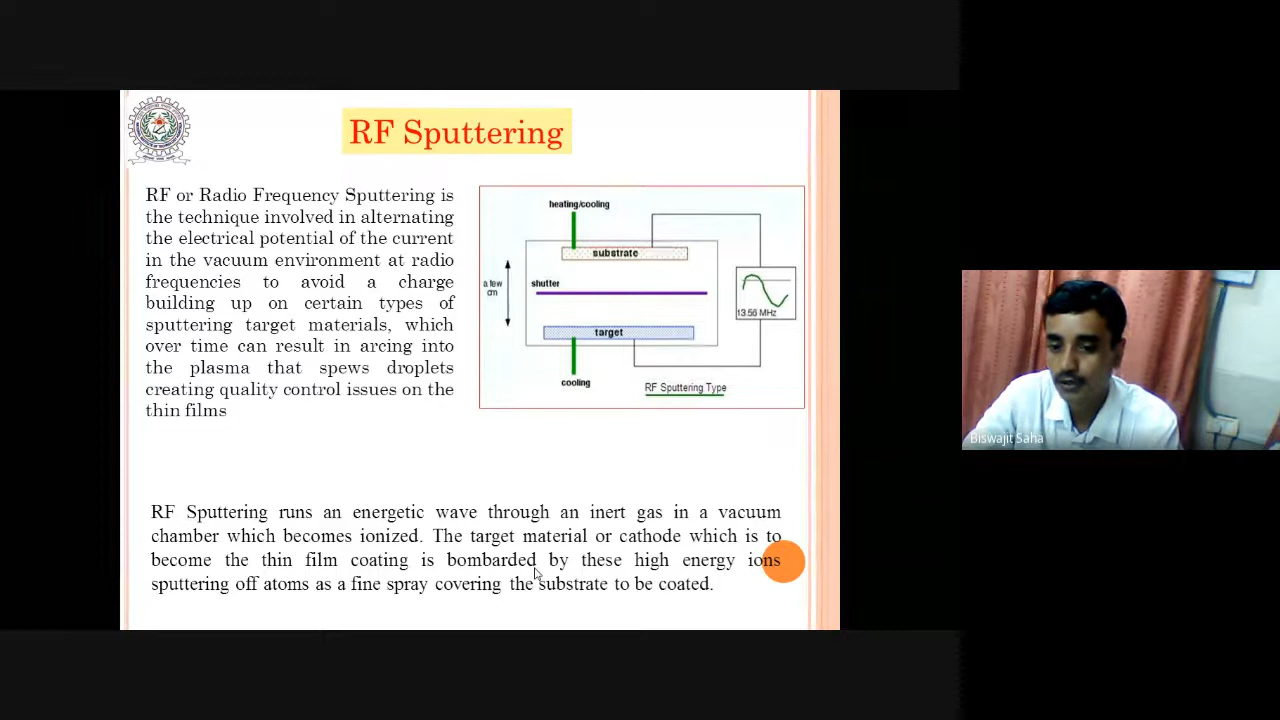 RF Sputtering
RF or Radio Frequency Sputtering is
the technique involved in alternating
the electrical potential of the current
in the vacuum environment at radio
frequencies to avoid a charge
building up on certain types of
sputtering target materials, which
over time can result in arcing into
the plasma that spews droplets
creating quality control issues on the
thin films
heating/cooling
substrate
a few
cm
shutter
13.56 MHz
target
cooling
RF Sputtering Type
RF Sputtering runs an energetic wave through an inert gas in a vacuum
chamber which becomes ionized. The target material or cathode which is to
become the thin film coating is bombarded by these high energy ions
sputtering off atoms as a fine spray covering the substrate to be coated.
Biswajit Saha